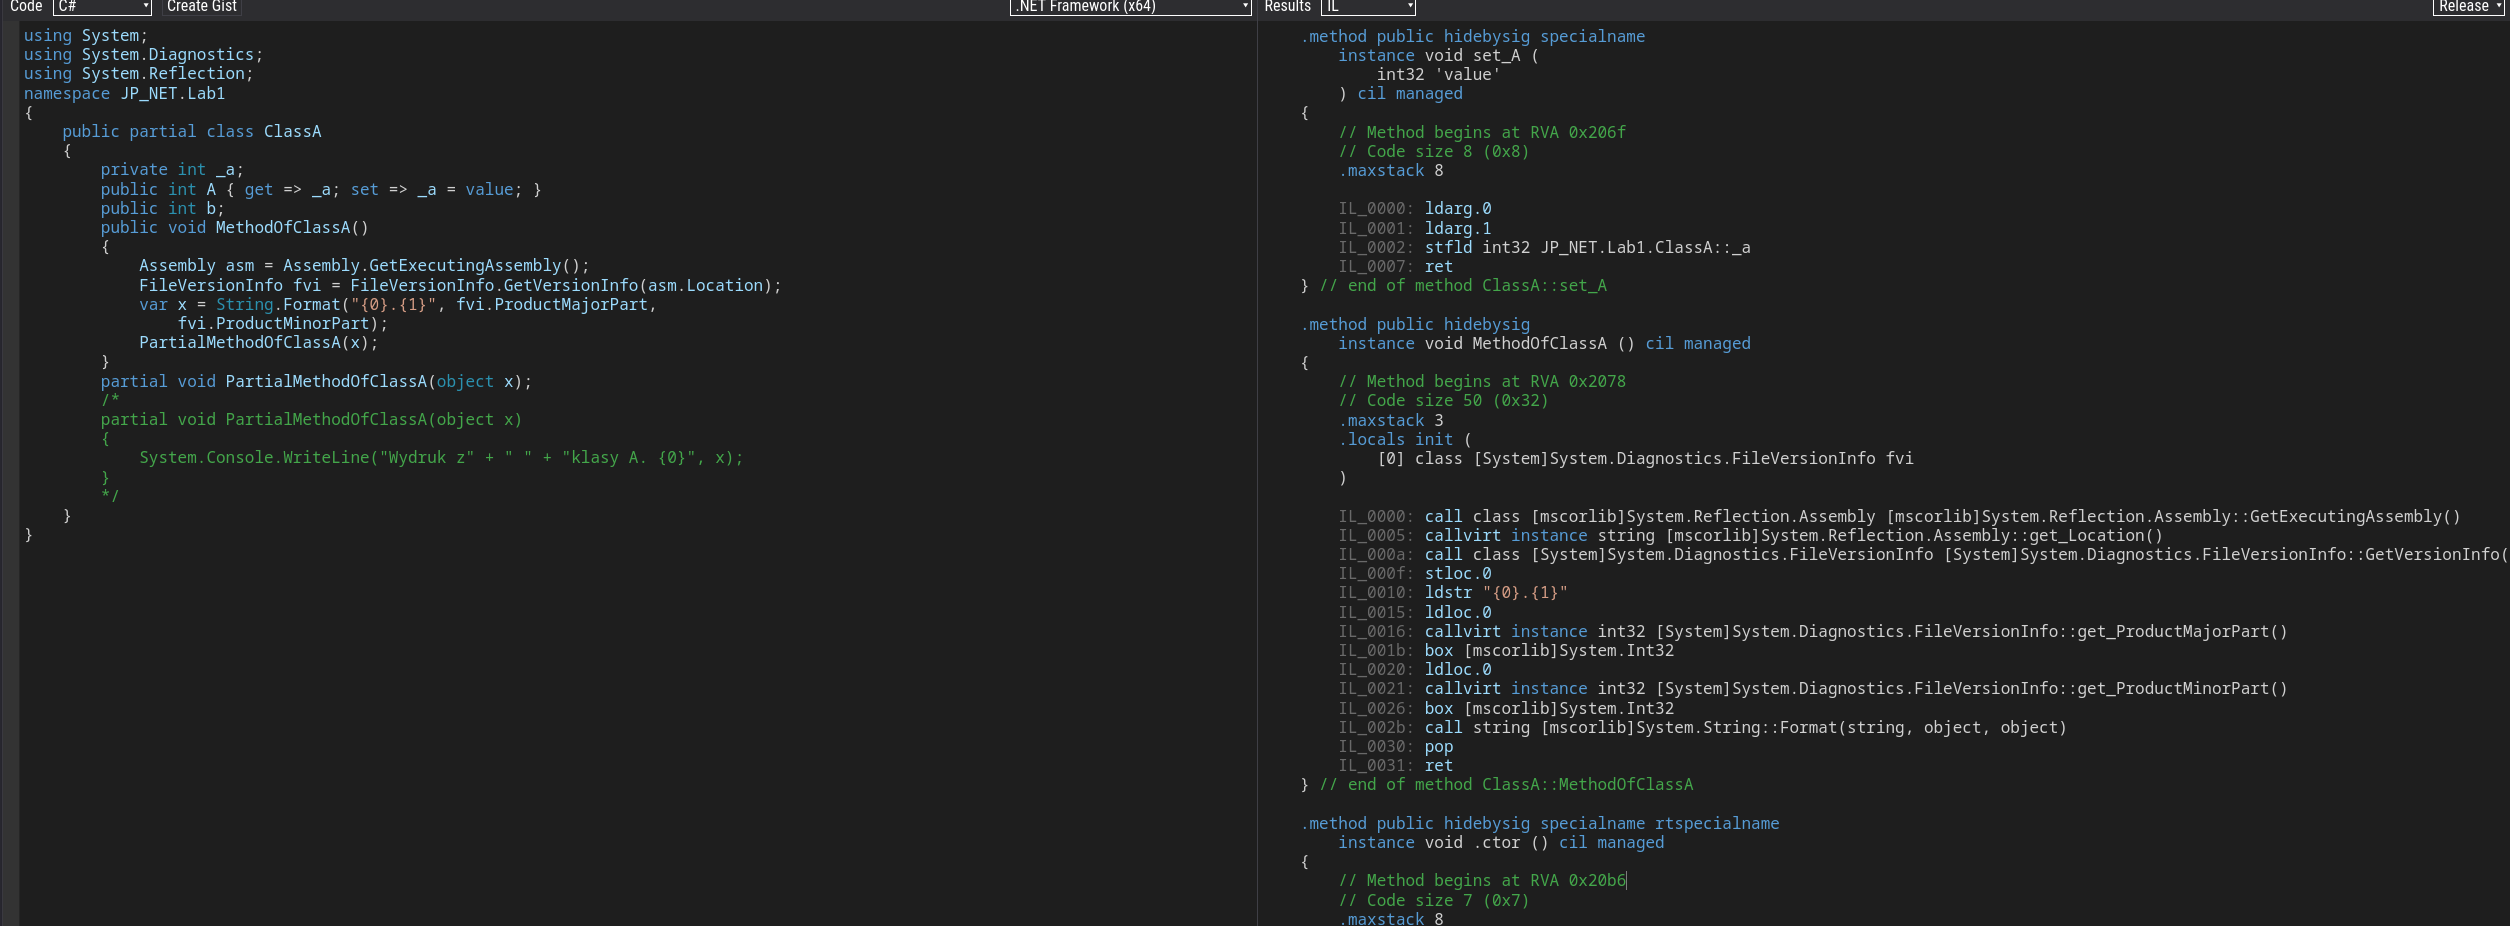 Code C# Create Gist .NET Framework (x64) Results IL Release
using System;
using System.Diagnostics;
using System.Reflection;
namespace JP_NET.Lab1
{
    public partial class ClassA
    {
        private int _a;
        public int A { get => _a; set => _a = value; }
        public int b;
        public void MethodOfClassA()
        {
            Assembly asm = Assembly.GetExecutingAssembly();
            FileVersionInfo fvi = FileVersionInfo.GetVersionInfo(asm.Location);
            var x = String.Format("{0}.{1}", fvi.ProductMajorPart,
                fvi.ProductMinorPart);
            PartialMethodOfClassA(x);
        }
        partial void PartialMethodOfClassA(object x);
        /*
        partial void PartialMethodOfClassA(object x)
        {
            System.Console.WriteLine("Wydruk z" + " " + "klasy A. {0}", x);
        }
        */
    }
}
.method public hidebysig specialname
    instance void set_A (
        int32 'value'
    ) cil managed
{
    // Method begins at RVA 0x206f
    // Code size 8 (0x8)
    .maxstack 8

    IL_0000: ldarg.0
    IL_0001: ldarg.1
    IL_0002: stfld int32 JP_NET.Lab1.ClassA::_a
    IL_0007: ret
} // end of method ClassA::set_A

.method public hidebysig
    instance void MethodOfClassA () cil managed
{
    // Method begins at RVA 0x2078
    // Code size 50 (0x32)
    .maxstack 3
    .locals init (
        [0] class [System]System.Diagnostics.FileVersionInfo fvi
    )

    IL_0000: call class [mscorlib]System.Reflection.Assembly [mscorlib]System.Reflection.Assembly::GetExecutingAssembly()
    IL_0005: callvirt instance string [mscorlib]System.Reflection.Assembly::get_Location()
    IL_000a: call class [System]System.Diagnostics.FileVersionInfo [System]System.Diagnostics.FileVersionInfo::GetVersionInfo(
    IL_000f: stloc.0
    IL_0010: ldstr "{0}.{1}"
    IL_0015: ldloc.0
    IL_0016: callvirt instance int32 [System]System.Diagnostics.FileVersionInfo::get_ProductMajorPart()
    IL_001b: box [mscorlib]System.Int32
    IL_0020: ldloc.0
    IL_0021: callvirt instance int32 [System]System.Diagnostics.FileVersionInfo::get_ProductMinorPart()
    IL_0026: box [mscorlib]System.Int32
    IL_002b: call string [mscorlib]System.String::Format(string, object, object)
    IL_0030: pop
    IL_0031: ret
} // end of method ClassA::MethodOfClassA

.method public hidebysig specialname rtspecialname
    instance void .ctor () cil managed
{
    // Method begins at RVA 0x20b6
    // Code size 7 (0x7)
    .maxstack 8